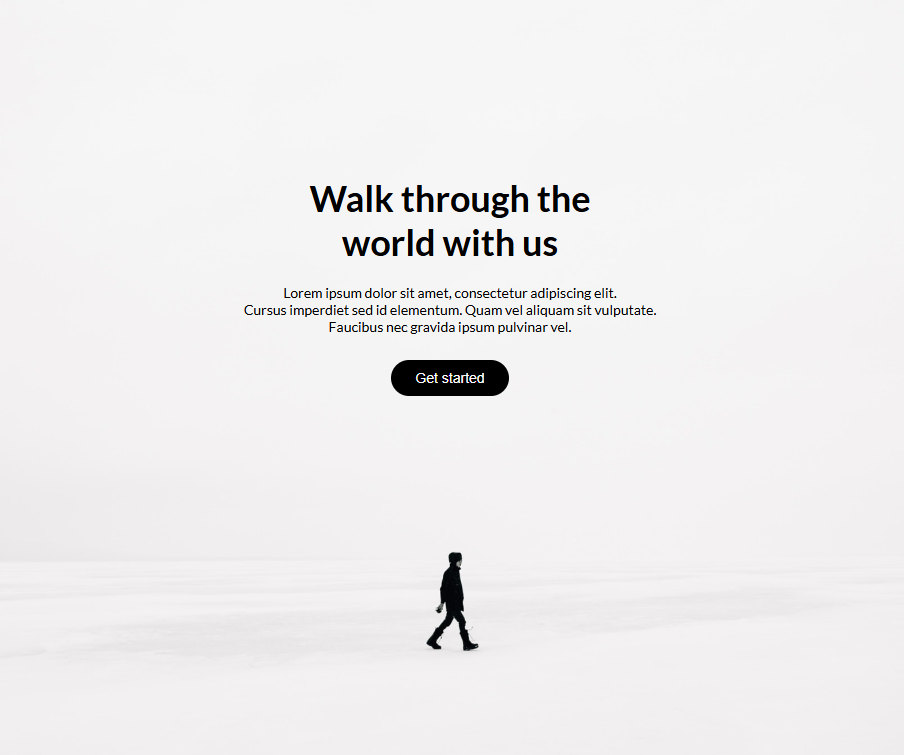 Walk through the
world with us
Lorem ipsum dolor sit amet, consectetur adipiscing elit.
Cursus imperdiet sed id elementum. Quam vel aliquam sit vulputate.
Faucibus nec gravida ipsum pulvinar vel.
Get started